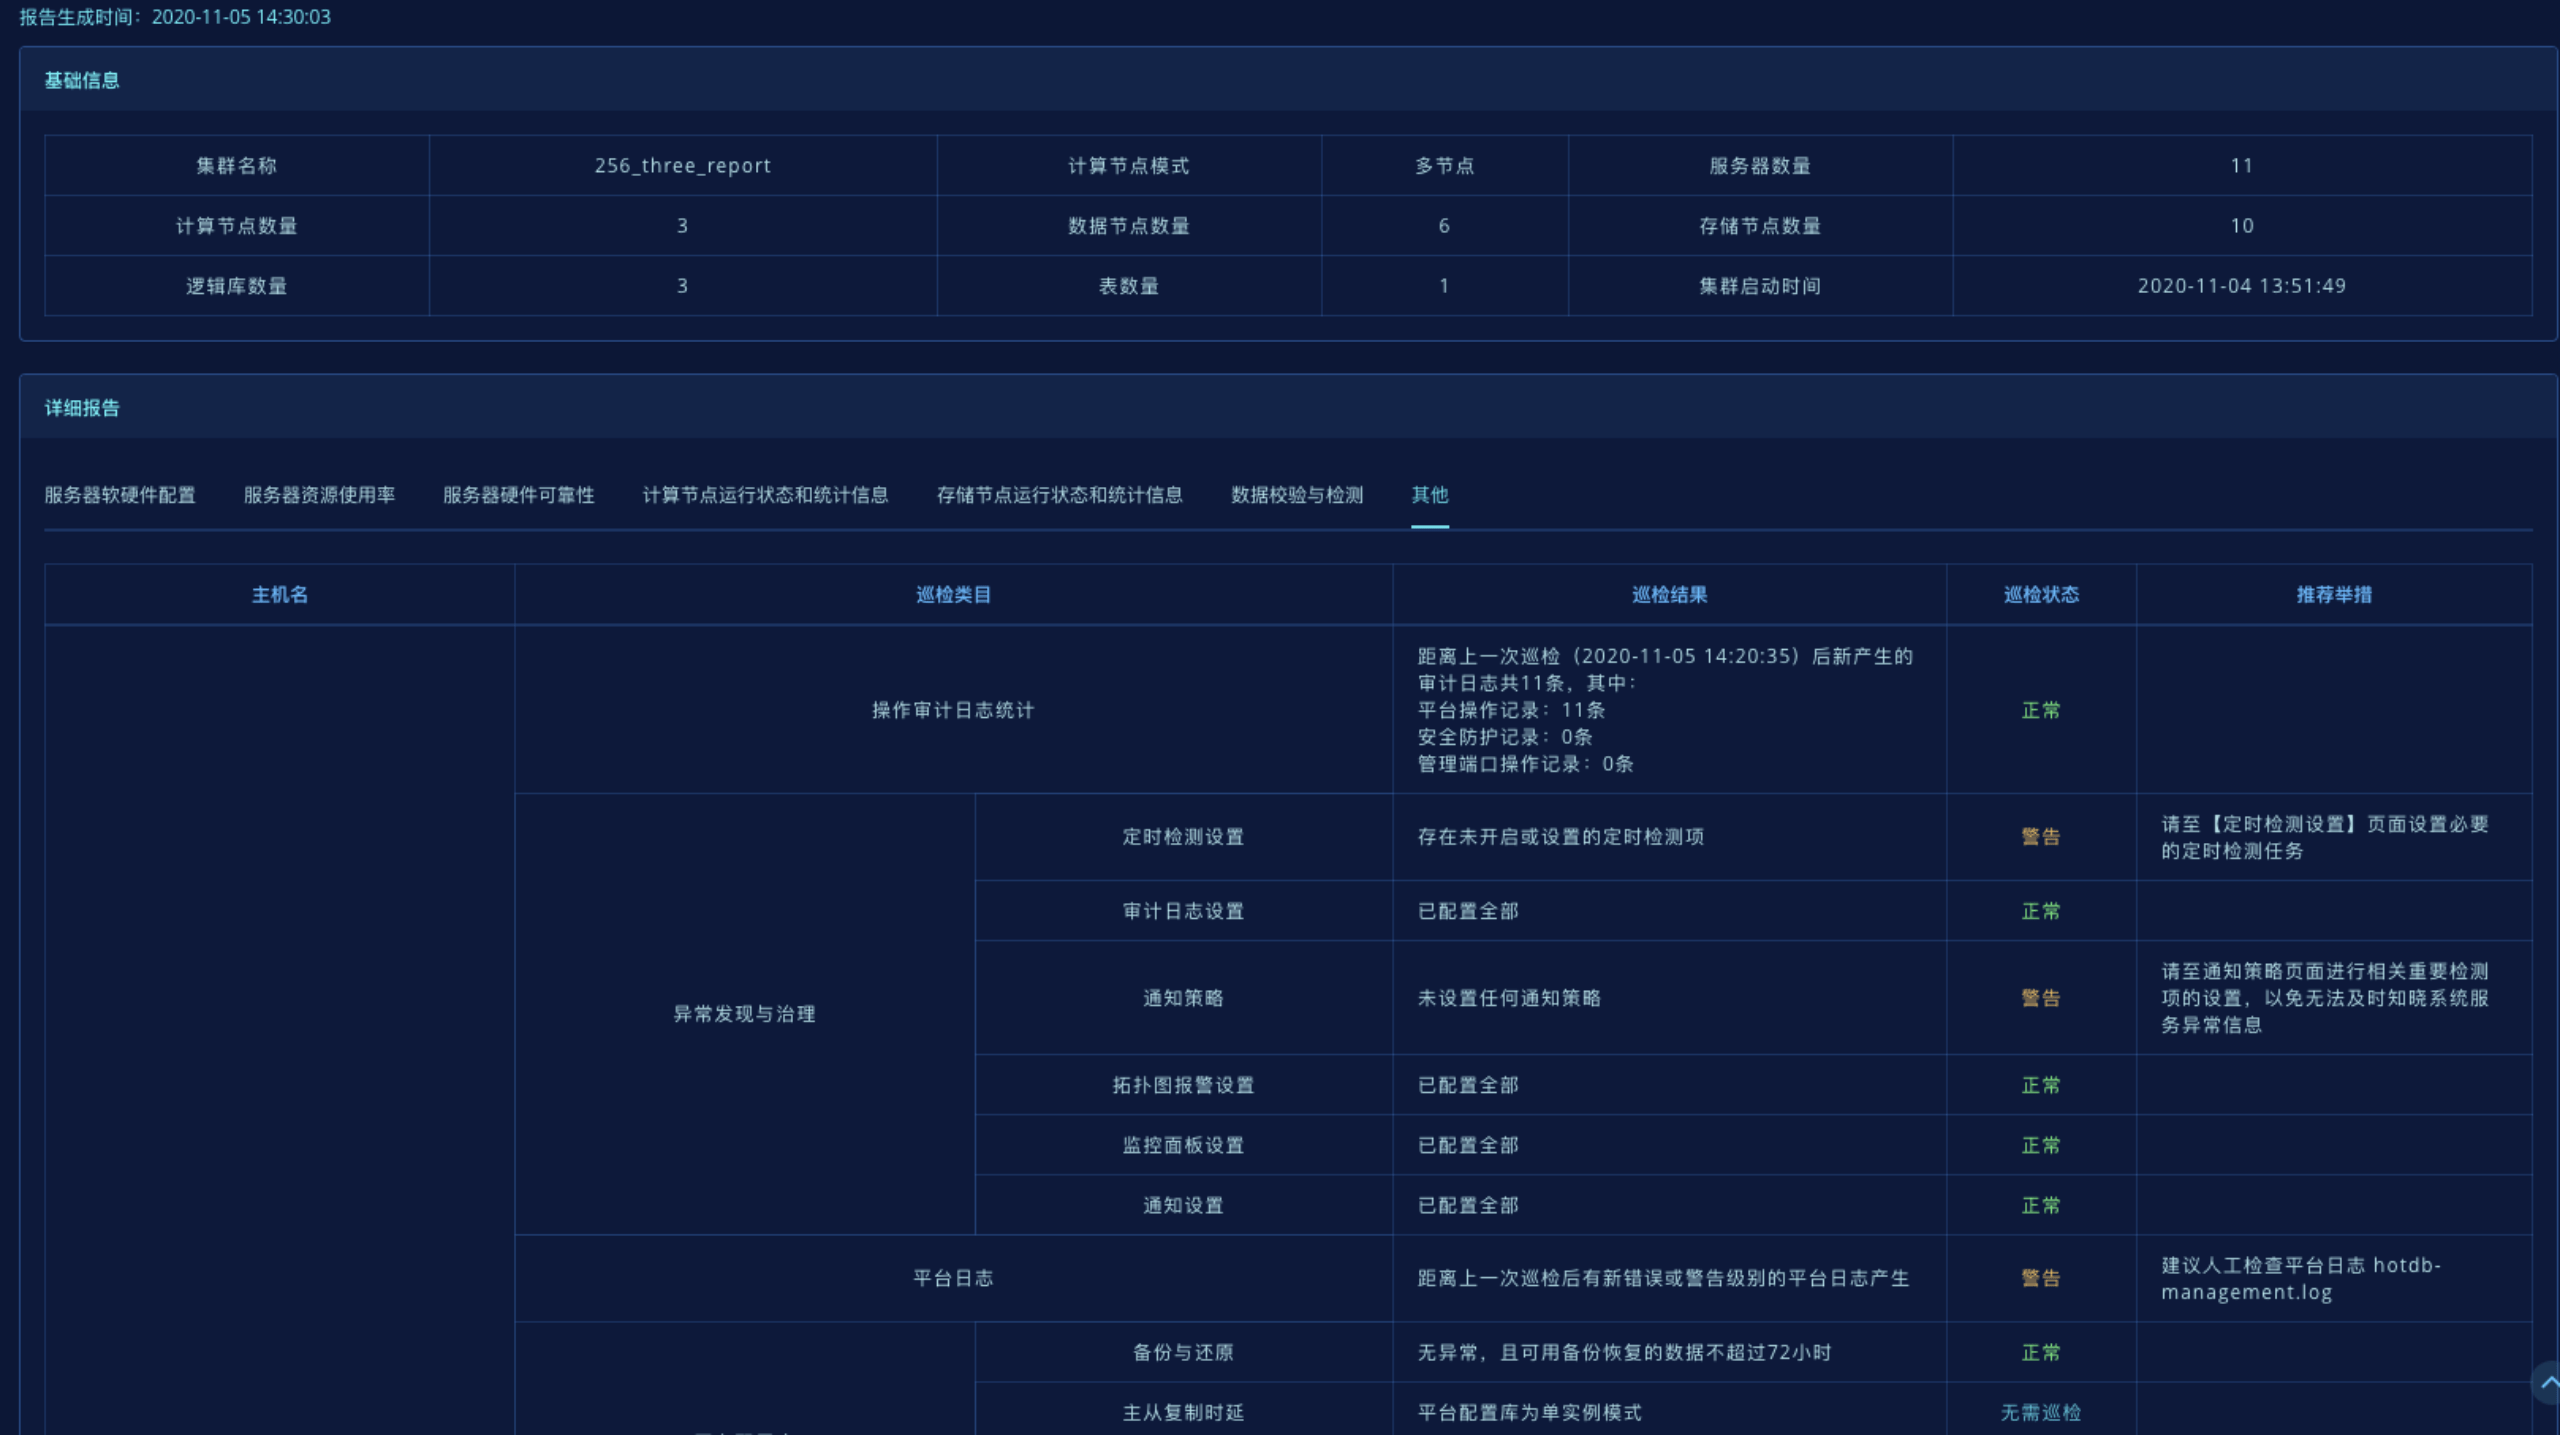 报告生成时间：2020-11-05 14:30:03
基础信息
集群名称 256_three_report 计算节点模式 多节点 服务器数量 11
计算节点数量 3 数据节点数量 6 存储节点数量 10
逻辑库数量 3 表数量 1 集群启动时间 2020-11-04 13:51:49
详细报告
服务器软硬件配置 服务器资源使用率 服务器硬件可靠性 计算节点运行状态和统计信息 存储节点运行状态和统计信息 数据校验与检测 其他
主机名 巡检类目 巡检结果 巡检状态 推荐举措
操作审计日志统计
距离上一次巡检（2020-11-05 14:20:35）后新产生的
审计日志共11条，其中：
平台操作记录：11条
安全防护记录：0条
管理端口操作记录：0条
正常
异常发现与治理
定时检测设置 存在未开启或设置的定时检测项 警告
请至【定时检测设置】页面设置必要
的定时检测任务
审计日志设置 已配置全部 正常
通知策略 未设置任何通知策略 警告
请至通知策略页面进行相关重要检测
项的设置，以免无法及时知晓系统服
务异常信息
拓扑图报警设置 已配置全部 正常
监控面板设置 已配置全部 正常
通知设置 已配置全部 正常
平台日志 距离上一次巡检后有新错误或警告级别的平台日志产生 警告
建议人工检查平台日志 hotdb-
management.log
备份与还原 无异常，且可用备份恢复的数据不超过72小时 正常
主从复制时延 平台配置库为单实例模式 无需巡检